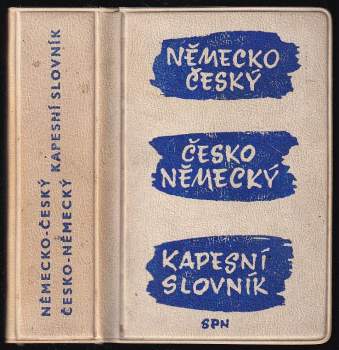 NĚMECKO-ČESKÝ
ČESKO-NĚMECKÝ
KAPESNÍ SLOVNÍK
NĚMECKO
ČESKÝ
ČESKO
NĚMECKÝ
KAPESNÍ
SLOVNÍK
SPN